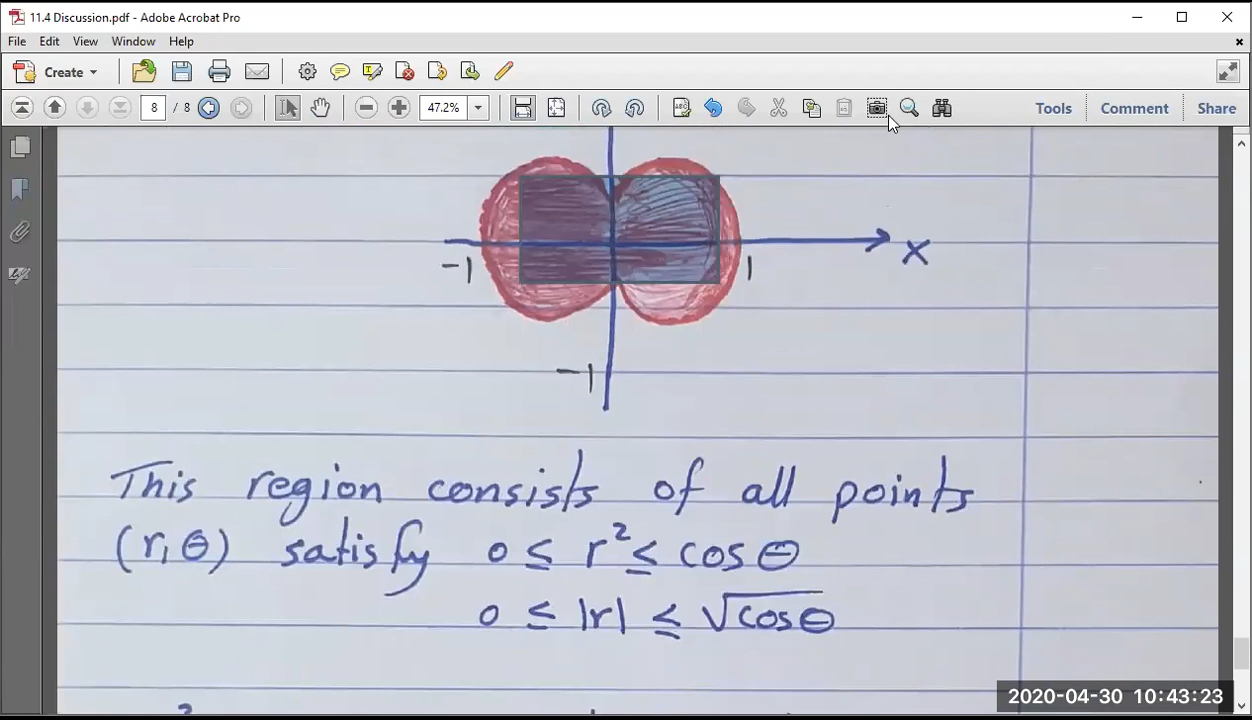 11.4 Discussion.pdf - Adobe Acrobat Pro
File Edit View Window Help
Create
8 / 8 47.2% Tools Comment Share
x
-1 1
-1
This region consists of all points
(r, θ) satisfy 0 ≤ r² ≤ cos θ
0 ≤ |r| ≤ √cosθ
2020-04-30 10:43:23